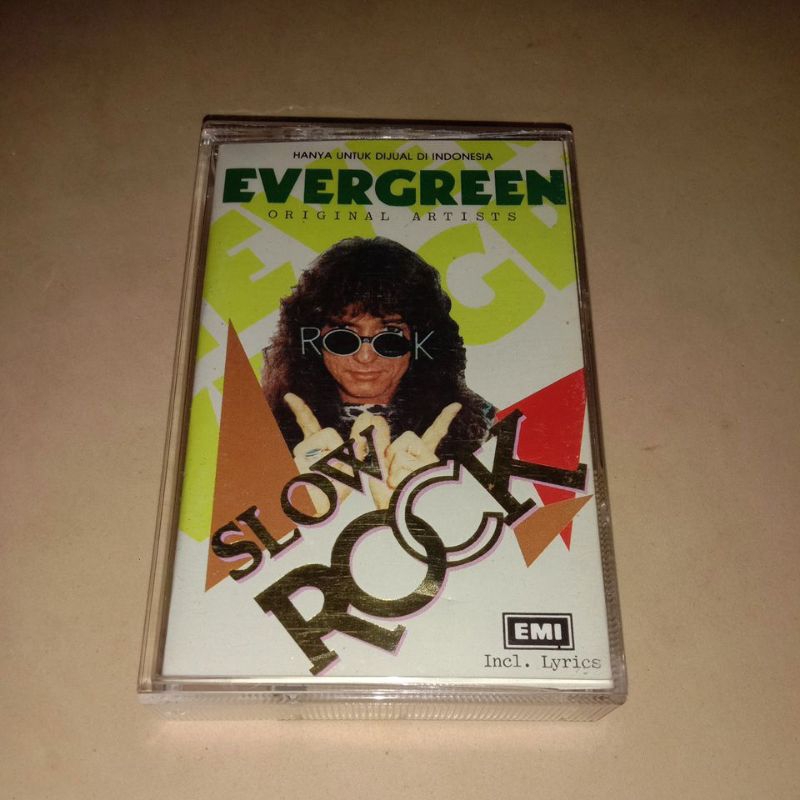 HANYA UNTUK DIJUAL DI INDONESIA
EVERGREEN
ORIGINAL ARTISTS
ROCK
SLOW
ROCK
EMI
Incl. Lyrics